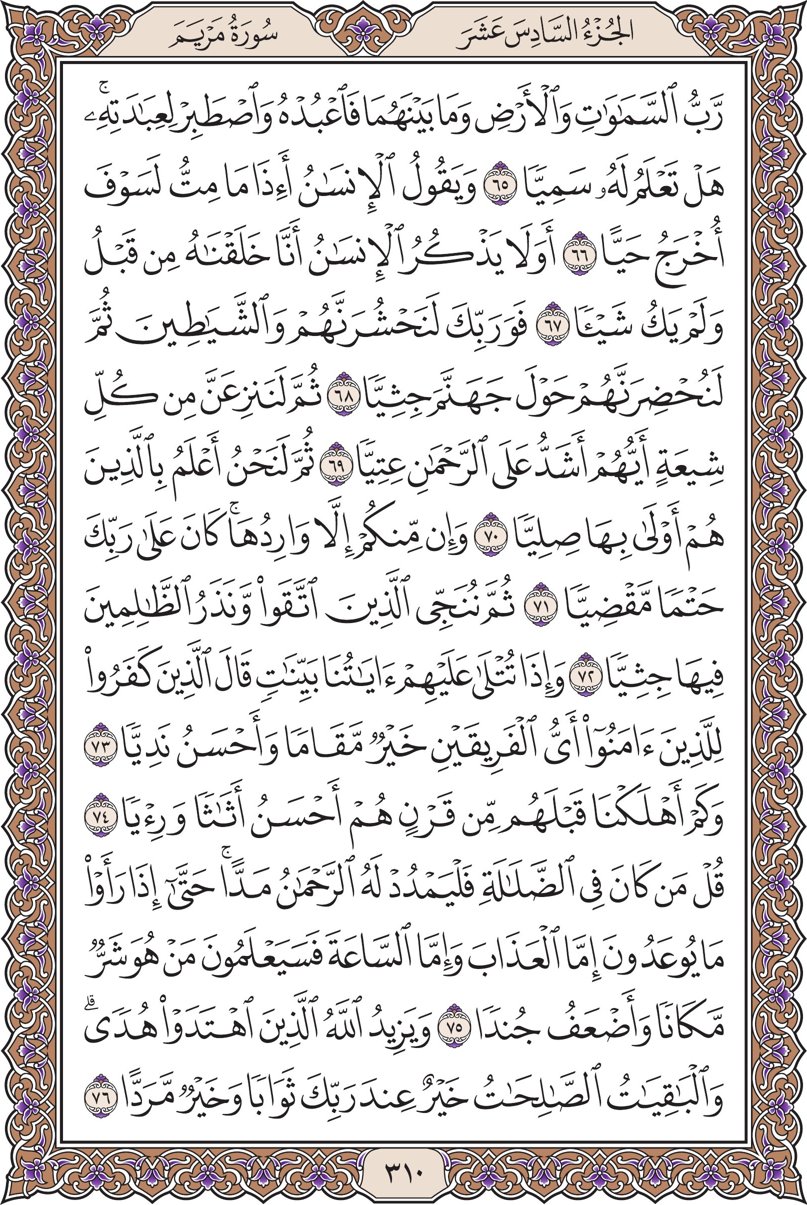 الجُزْءُ السَّادِسَ عَشَرَ
سُورَةُ مَرْيَمَ
رَّبُّ ٱلسَّمَٰوَٰتِ وَٱلْأَرْضِ وَمَا بَيْنَهُمَا فَٱعْبُدْهُ وَٱصْطَبِرْ لِعِبَٰدَتِهِۦۚ
هَلْ تَعْلَمُ لَهُۥ سَمِيًّا ٦٥ وَيَقُولُ ٱلْإِنسَٰنُ أَءِذَا مَا مِتُّ لَسَوْفَ
أُخْرَجُ حَيًّا ٦٦ أَوَلَا يَذْكُرُ ٱلْإِنسَٰنُ أَنَّا خَلَقْنَٰهُ مِن قَبْلُ
وَلَمْ يَكُ شَيْـًٔا ٦٧ فَوَرَبِّكَ لَنَحْشُرَنَّهُمْ وَٱلشَّيَٰطِينَ ثُمَّ
لَنُحْضِرَنَّهُمْ حَوْلَ جَهَنَّمَ جِثِيًّا ٦٨ ثُمَّ لَنَنزِعَنَّ مِن كُلِّ
شِيعَةٍ أَيُّهُمْ أَشَدُّ عَلَى ٱلرَّحْمَٰنِ عِتِيًّا ٦٩ ثُمَّ لَنَحْنُ أَعْلَمُ بِٱلَّذِينَ
هُمْ أَوْلَىٰ بِهَا صِلِيًّا ٧٠ وَإِن مِّنكُمْ إِلَّا وَارِدُهَاۚ كَانَ عَلَىٰ رَبِّكَ
حَتْمًا مَّقْضِيًّا ٧١ ثُمَّ نُنَجِّى ٱلَّذِينَ ٱتَّقَوا۟ وَّنَذَرُ ٱلظَّٰلِمِينَ
فِيهَا جِثِيًّا ٧٢ وَإِذَا تُتْلَىٰ عَلَيْهِمْ ءَايَٰتُنَا بَيِّنَٰتٍ قَالَ ٱلَّذِينَ كَفَرُوا۟
لِلَّذِينَ ءَامَنُوٓا۟ أَىُّ ٱلْفَرِيقَيْنِ خَيْرٌ مَّقَامًا وَأَحْسَنُ نَدِيًّا ٧٣
وَكَمْ أَهْلَكْنَا قَبْلَهُم مِّن قَرْنٍ هُمْ أَحْسَنُ أَثَٰثًا وَرِءْيًا ٧٤
قُلْ مَن كَانَ فِى ٱلضَّلَٰلَةِ فَلْيَمْدُدْ لَهُ ٱلرَّحْمَٰنُ مَدًّاۚ حَتَّىٰٓ إِذَا رَأَوْا۟
مَا يُوعَدُونَ إِمَّا ٱلْعَذَابَ وَإِمَّا ٱلسَّاعَةَ فَسَيَعْلَمُونَ مَنْ هُوَ شَرٌّ
مَّكَانًا وَأَضْعَفُ جُندًا ٧٥ وَيَزِيدُ ٱللَّهُ ٱلَّذِينَ ٱهْتَدَوْا۟ هُدًىۗ
وَٱلْبَٰقِيَٰتُ ٱلصَّٰلِحَٰتُ خَيْرٌ عِندَ رَبِّكَ ثَوَابًا وَخَيْرٌ مَّرَدًّا ٧٦
٣١٠